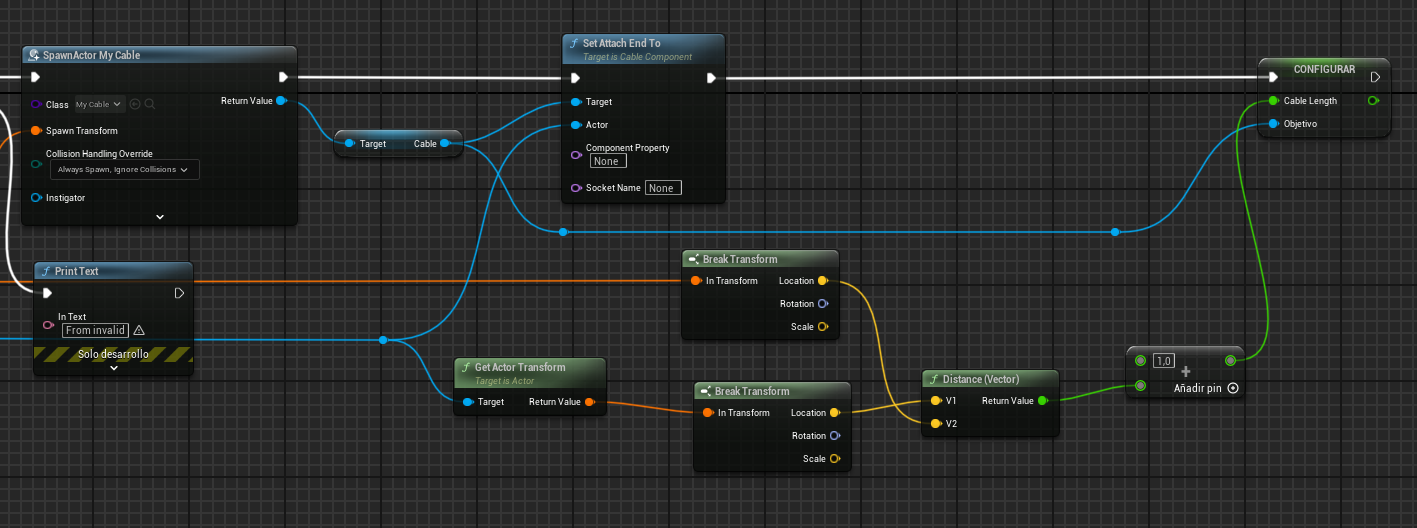 SpawnActor My Cable
Class My Cable
Return Value
Spawn Transform
Collision Handling Override
Always Spawn, Ignore Collisions
Instigator
Target Cable
f Set Attach End To
Target is Cable Component
Target
Actor
Component Property
None
Socket Name None
CONFIGURAR
Cable Length
Objetivo
f Print Text
In Text
From invalid
Solo desarrollo
Break Transform
In Transform Location
Rotation
Scale
f Get Actor Transform
Target is Actor
Target Return Value
Break Transform
In Transform Location
Rotation
Scale
f Distance (Vector)
V1 Return Value
V2
1,0
Añadir pin